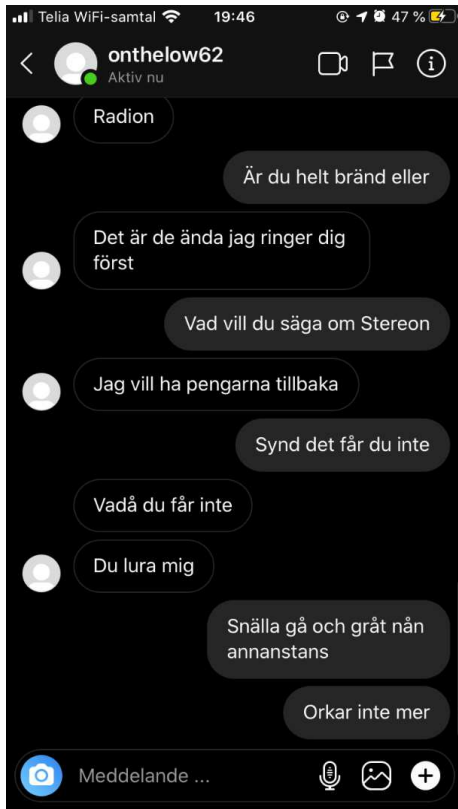 Telia WiFi-samtal 19:46 47 %
onthelow62
Aktiv nu
Radion
Är du helt bränd eller
Det är de ända jag ringer dig
först
Vad vill du säga om Stereon
Jag vill ha pengarna tillbaka
Synd det får du inte
Vadå du får inte
Du lura mig
Snälla gå och gråt nån
annanstans
Orkar inte mer
Meddelande ...